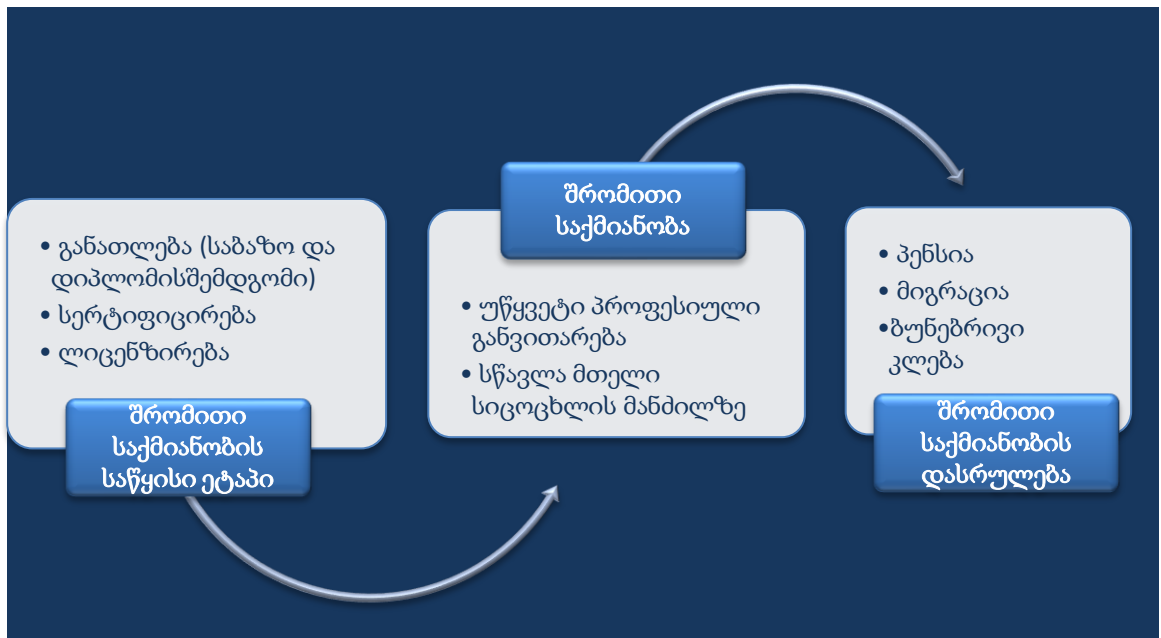 • განათლება (საბაზო და
დიპლომისშემდგომი)
• სერტიფიცირება
• ლიცენზირება
შრომითი
საქმიანობის
საწყისი ეტაპი
შრომითი
საქმიანობა
• უწყვეტი პროფესიული
განვითარება
• სწავლა მთელი
სიცოცხლის მანძილზე
• პენსია
• მიგრაცია
•ბუნებრივი
კლება
შრომითი
საქმიანობის
დასრულება